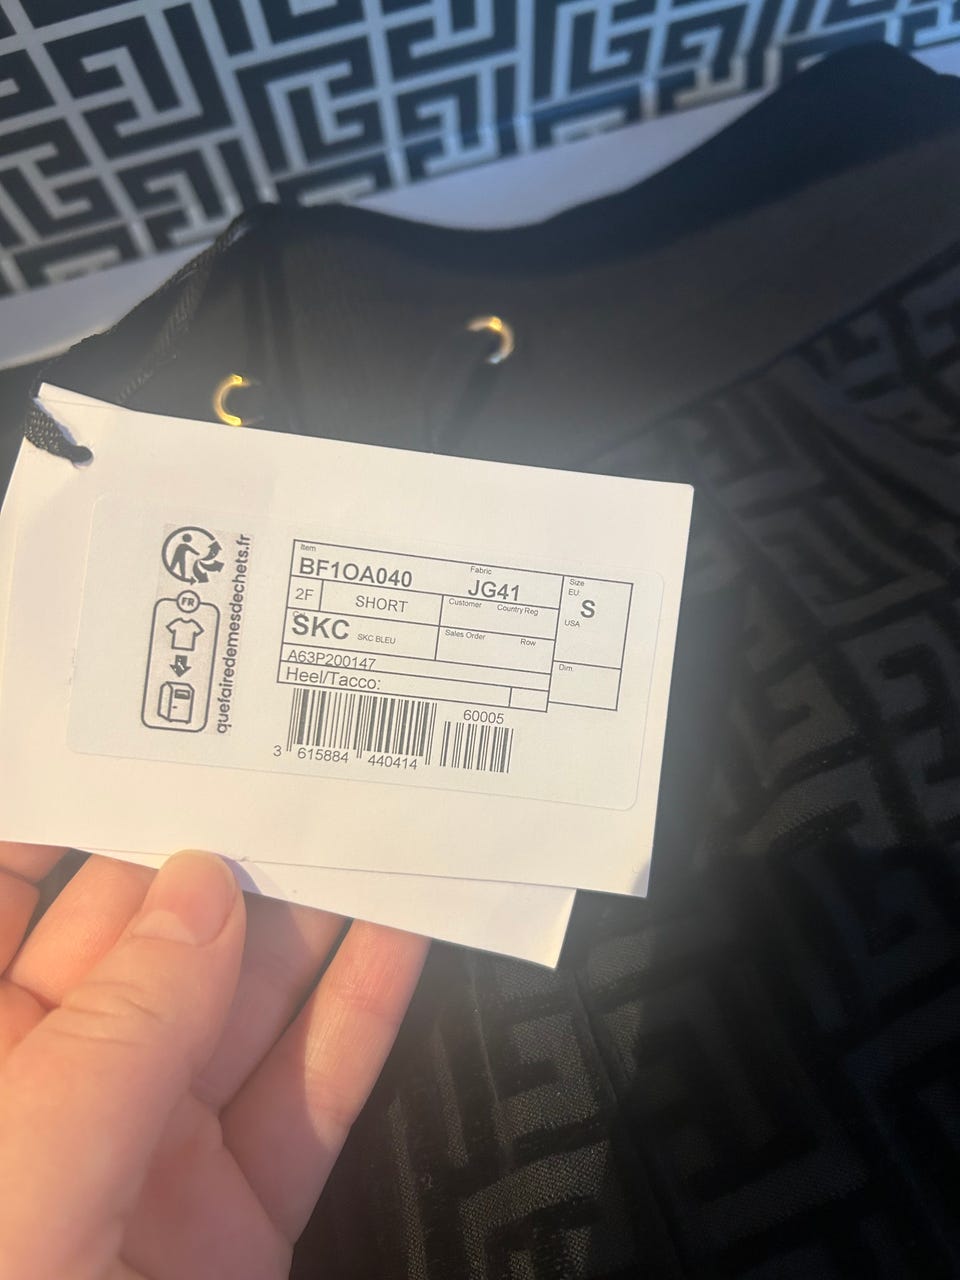 quefairedemesdechets.fr
FR
Item
BF1OA040
Fabric
JG41
Size
EU
S
USA
2F
SHORT
Customer
Country Reg
Col
SKC
SKC BLEU
Sales Order
Row
A63P200147
Dim.
Heel/Tacco:
60005
3 615884 440414